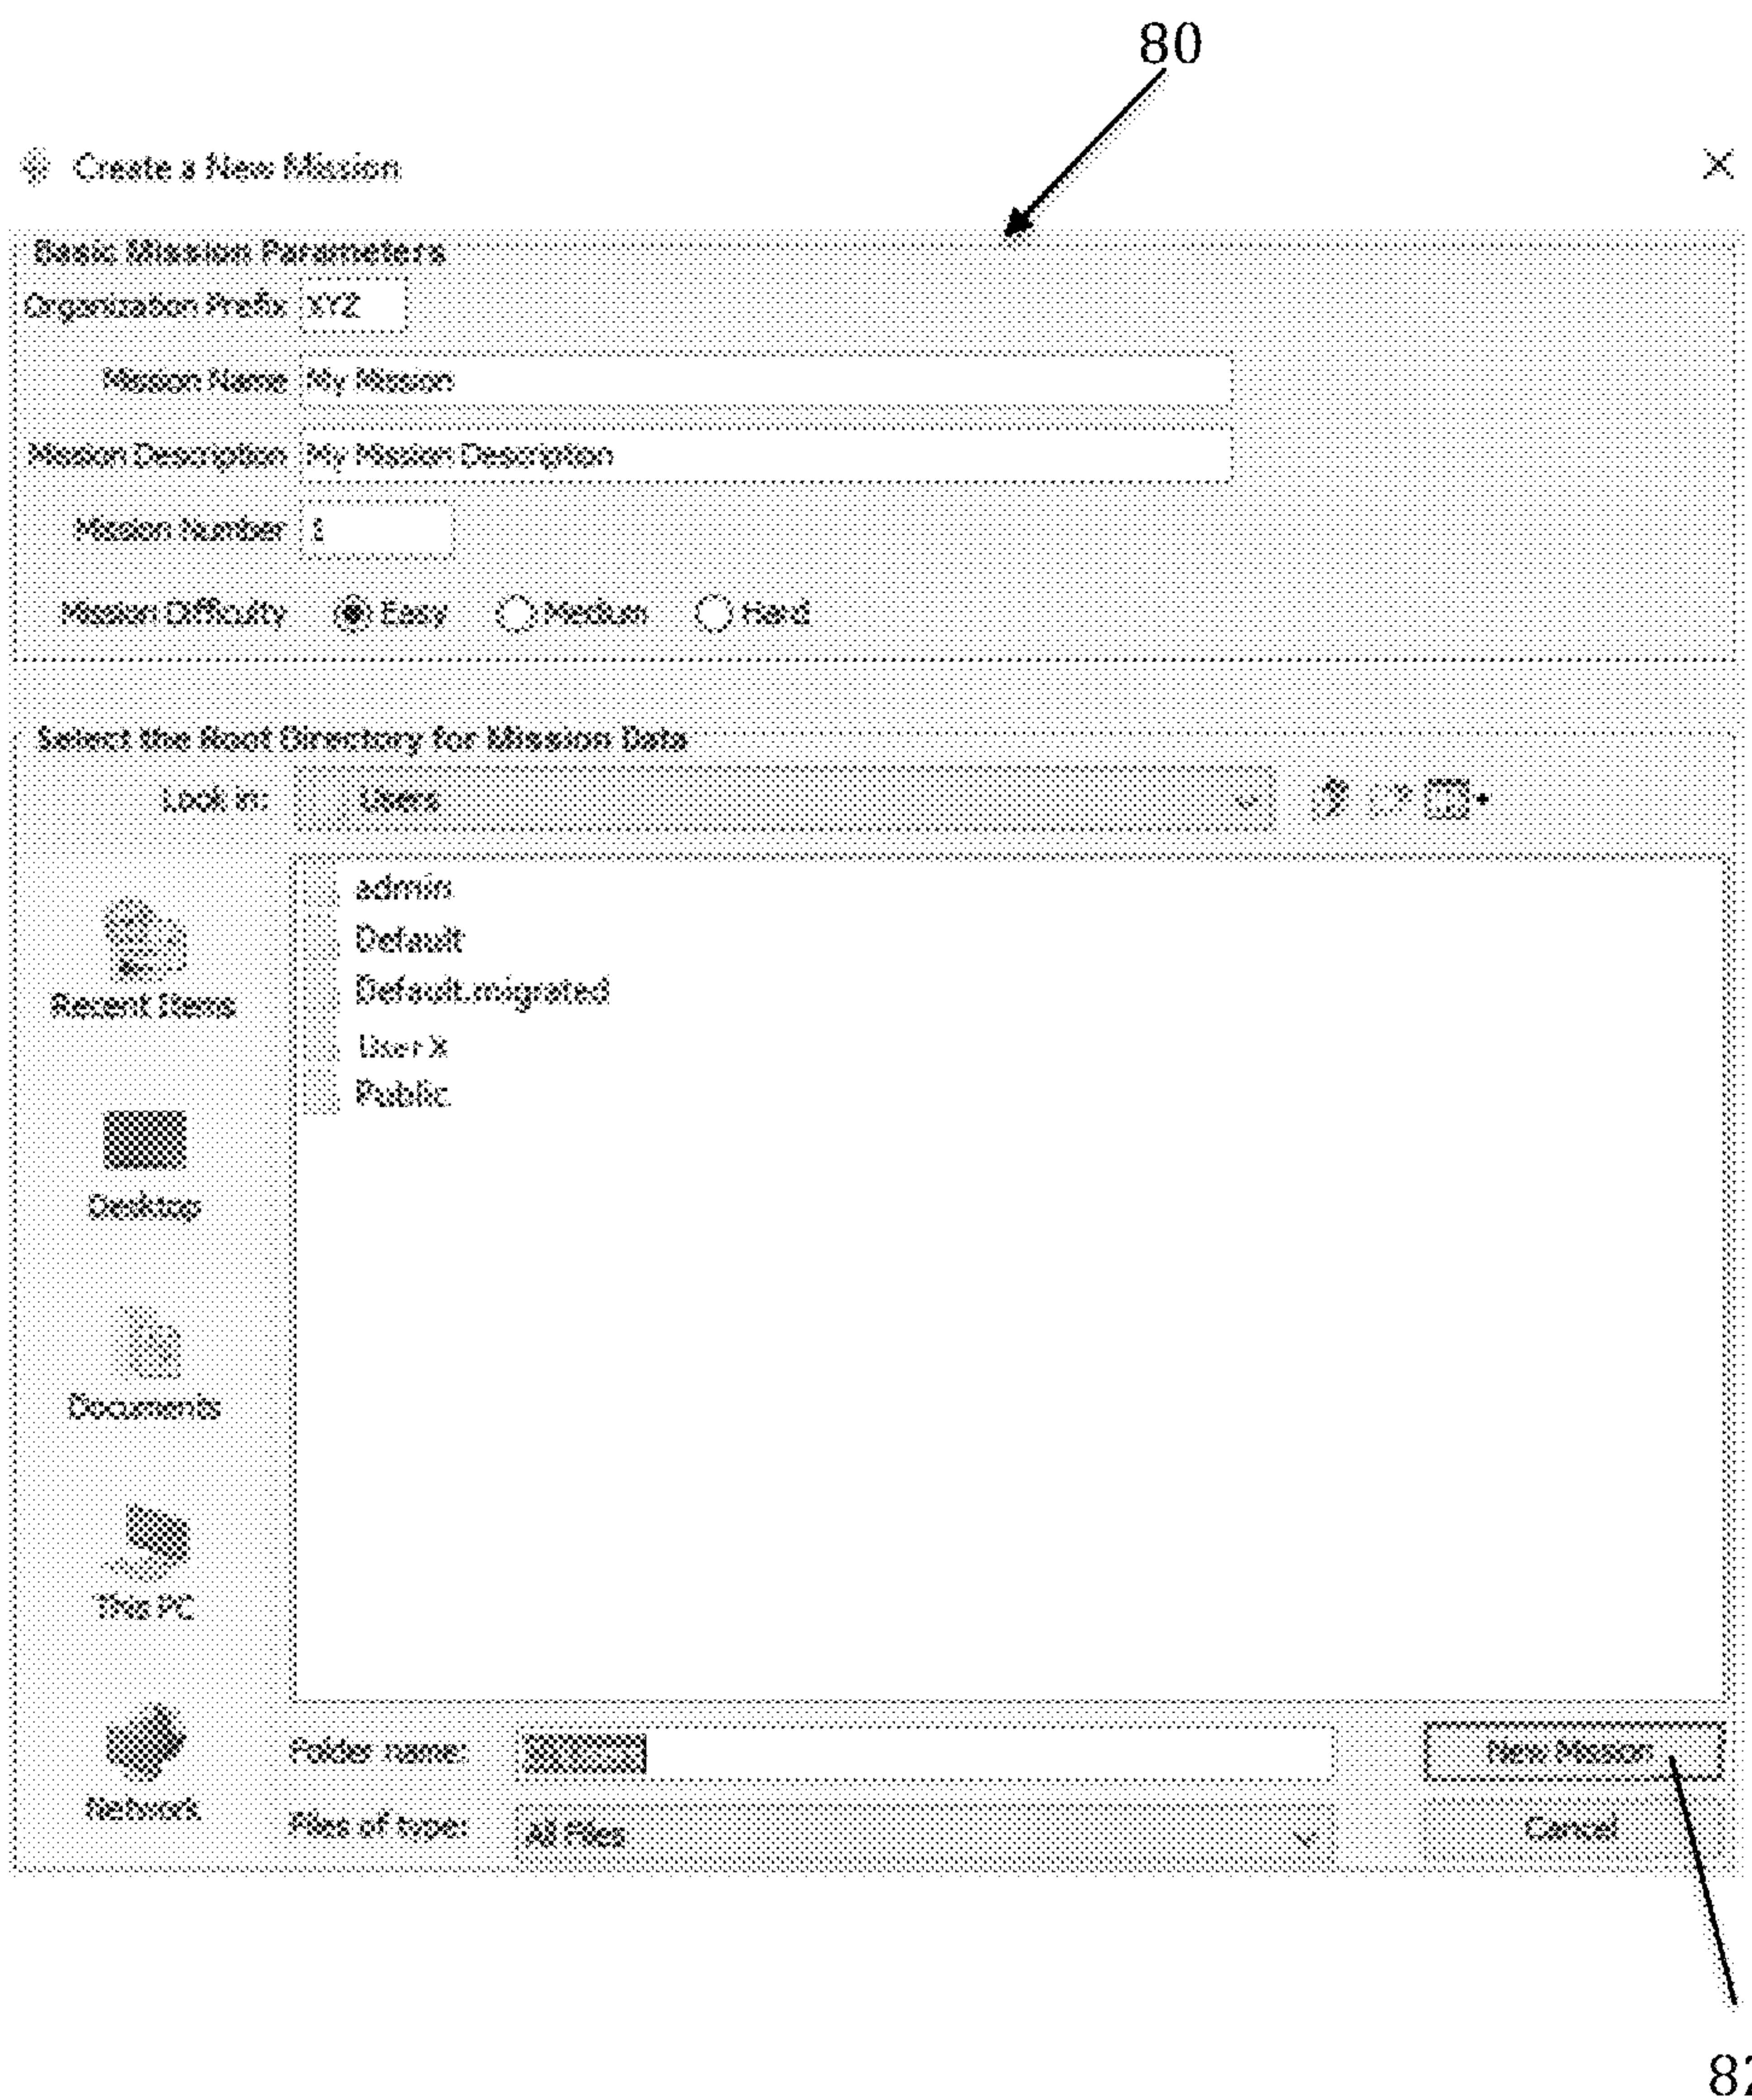 80
Create a New Mission
Basic Mission Parameters
Organization Prefix XYZ
Mission Name My Mission
Mission Description My Mission Description
Mission Number
Mission Difficulty Easy Medium Hard
Select the Root Directory for Mission Data
Look in: Users
admin
Default
Default.migrated
User X
Public
Recent Items
Desktop
Documents
This PC
Network
Folder name: New Mission
Files of type: All Files Cancel
82